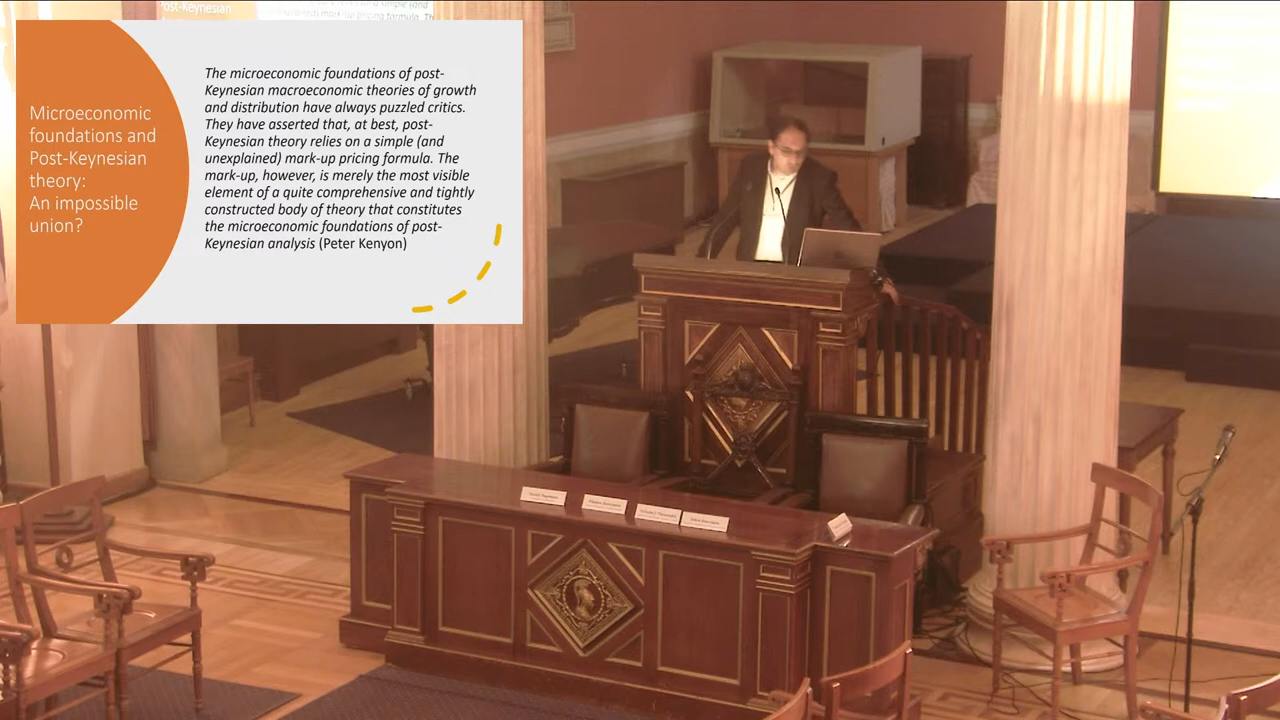 Post-Keynesian
Microeconomic
foundations and
Post-Keynesian
theory:
An impossible
union?
The microeconomic foundations of post-
Keynesian macroeconomic theories of growth
and distribution have always puzzled critics.
They have asserted that, at best, post-
Keynesian theory relies on a simple (and
unexplained) mark-up pricing formula. The
mark-up, however, is merely the most visible
element of a quite comprehensive and tightly
constructed body of theory that constitutes
the microeconomic foundations of post-
Keynesian analysis (Peter Kenyon)